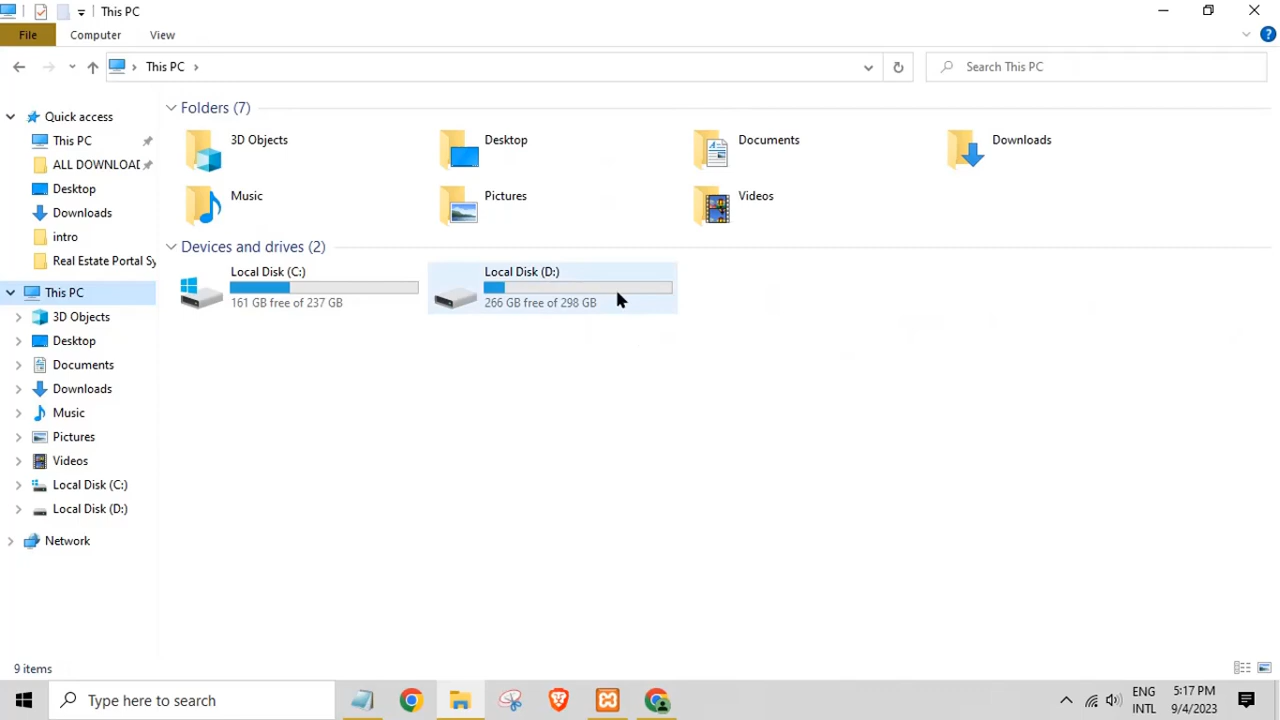 This PC
File Computer View
This PC
Search This PC
Quick access
This PC
ALL DOWNLOA
Desktop
Downloads
intro
Real Estate Portal Sy
This PC
3D Objects
Desktop
Documents
Downloads
Music
Pictures
Videos
Local Disk (C:)
Local Disk (D:)
Network
Folders (7)
3D Objects Desktop Documents Downloads
Music Pictures Videos
Devices and drives (2)
Local Disk (C:) Local Disk (D:)
161 GB free of 237 GB 266 GB free of 298 GB
9 items
Type here to search
ENG
INTL
5:17 PM
9/4/2023